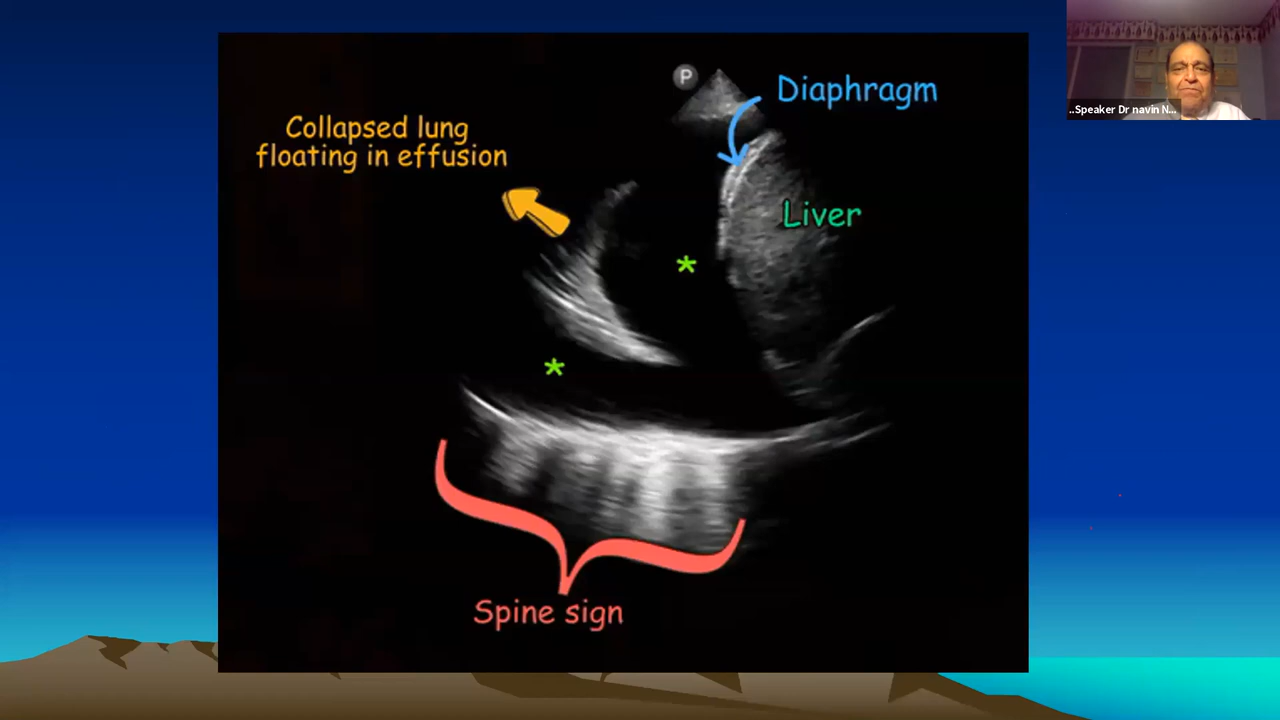 P
Diaphragm
Collapsed lung
floating in effusion
Liver
*
*
Spine sign
..Speaker Dr navin N...